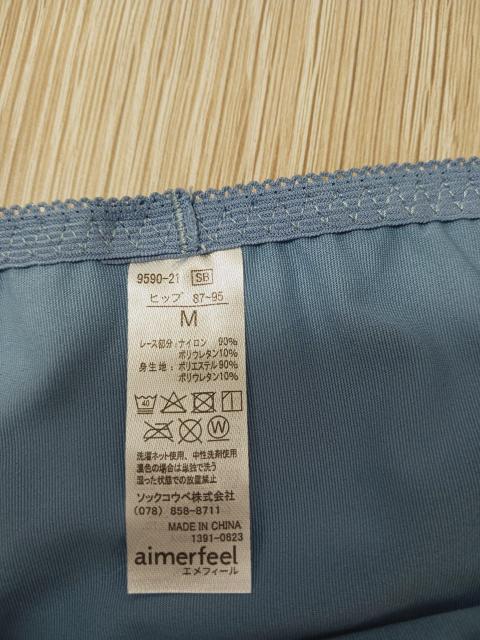 9590-21 SB
ヒップ 87~95
M
レース部分:ナイロン 90%
ポリウレタン10%
身生地:ポリエステル90%
ポリウレタン10%
40
W
洗濯ネット使用、中性洗剤使用
濃色の場合は単独で洗う
湿った状態での放置禁止
ソックコウベ株式会社
(078) 858-8711
MADE IN CHINA
1391-0623
aimerfeel
エメフィール